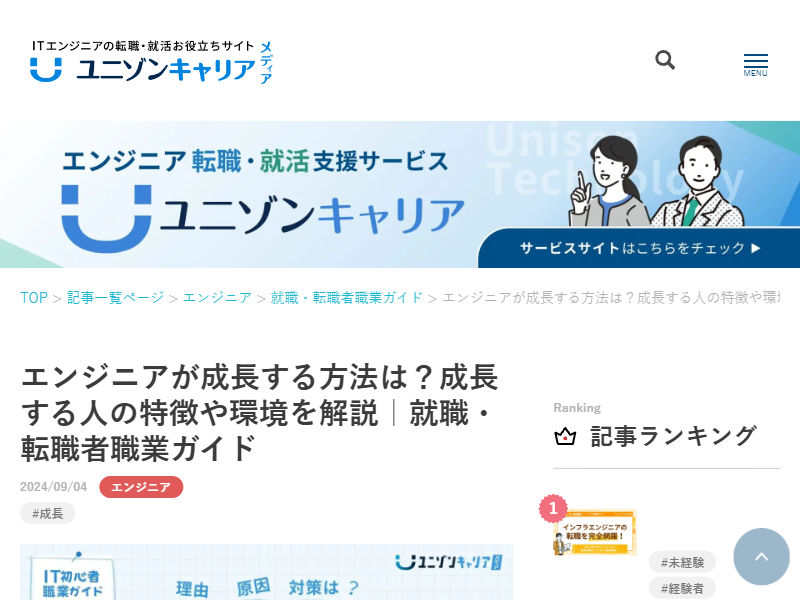 ITエンジニアの転職・就活お役立ちサイト
ユニゾンキャリア
メディア
MENU
Unison
Technology
エンジニア転職・就活支援サービス
ユニゾンキャリア
サービスサイトはこちらをチェック ▶
TOP > 記事一覧ページ > エンジニア > 就職・転職者職業ガイド > エンジニアが成長する方法は？成長する人の特徴や環境
エンジニアが成長する方法は？成長
する人の特徴や環境を解説｜就職・
転職者職業ガイド
2024/09/04 エンジニア
#成長
IT初心者
職業ガイド
理由 原因 対策は ？
ユニゾンキャリア
Ranking
記事ランキング
1
インフラエンジニアの
転職を完全網羅！
#未経験
#経験者